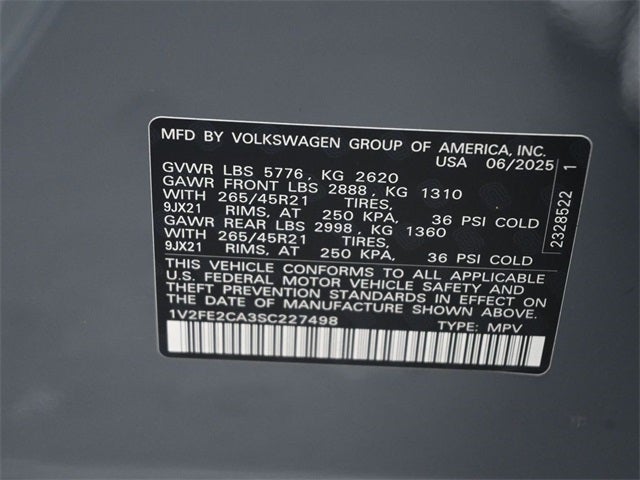 MFD BY VOLKSWAGEN GROUP OF AMERICA, INC.
USA 06/2025
GVWR LBS 5776, KG 2620
GAWR FRONT LBS 2888, KG 1310
WITH 265/45R21 TIRES,
9JX21 RIMS, AT 250 KPA, 36 PSI COLD
GAWR REAR LBS 2998, KG 1360
WITH 265/45R21 TIRES,
9JX21 RIMS, AT 250 KPA, 36 PSI COLD
THIS VEHICLE CONFORMS TO ALL APPLICABLE
U.S. FEDERAL MOTOR VEHICLE SAFETY AND
THEFT PREVENTION STANDARDS IN EFFECT ON
THE DATE OF MANUFACTURE SHOWN ABOVE.
1V2FE2CA3SC227498 TYPE: MPV
2328522 1